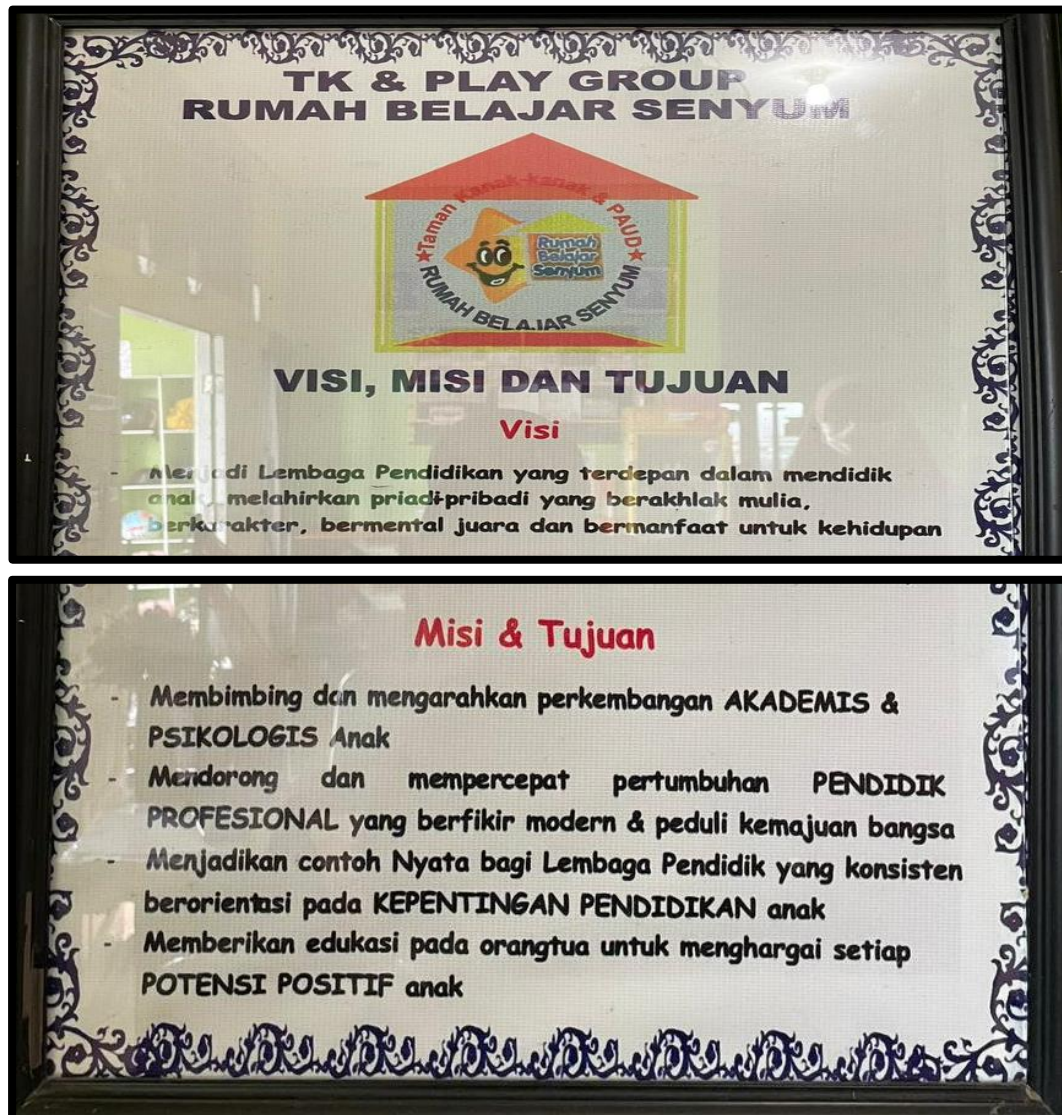 TK & PLAY GROUP
RUMAH BELAJAR SENYUM
★Taman Kanak-kanak & PAUD★
Rumah
Belajar
Senyum
RUMAH BELAJAR SENYUM
VISI, MISI DAN TUJUAN
Visi
- Menjadi Lembaga Pendidikan yang terdepan dalam mendidik
anak, melahirkan priadi-pribadi yang berakhlak mulia,
berkarakter, bermental juara dan bermanfaat untuk kehidupan
Misi & Tujuan
- Membimbing dan mengarahkan perkembangan AKADEMIS &
PSIKOLOGIS Anak
- Mendorong dan mempercepat pertumbuhan PENDIDIK
PROFESIONAL yang berfikir modern & peduli kemajuan bangsa
- Menjadikan contoh Nyata bagi Lembaga Pendidik yang konsisten
berorientasi pada KEPENTINGAN PENDIDIKAN anak
- Memberikan edukasi pada orangtua untuk menghargai setiap
POTENSI POSITIF anak